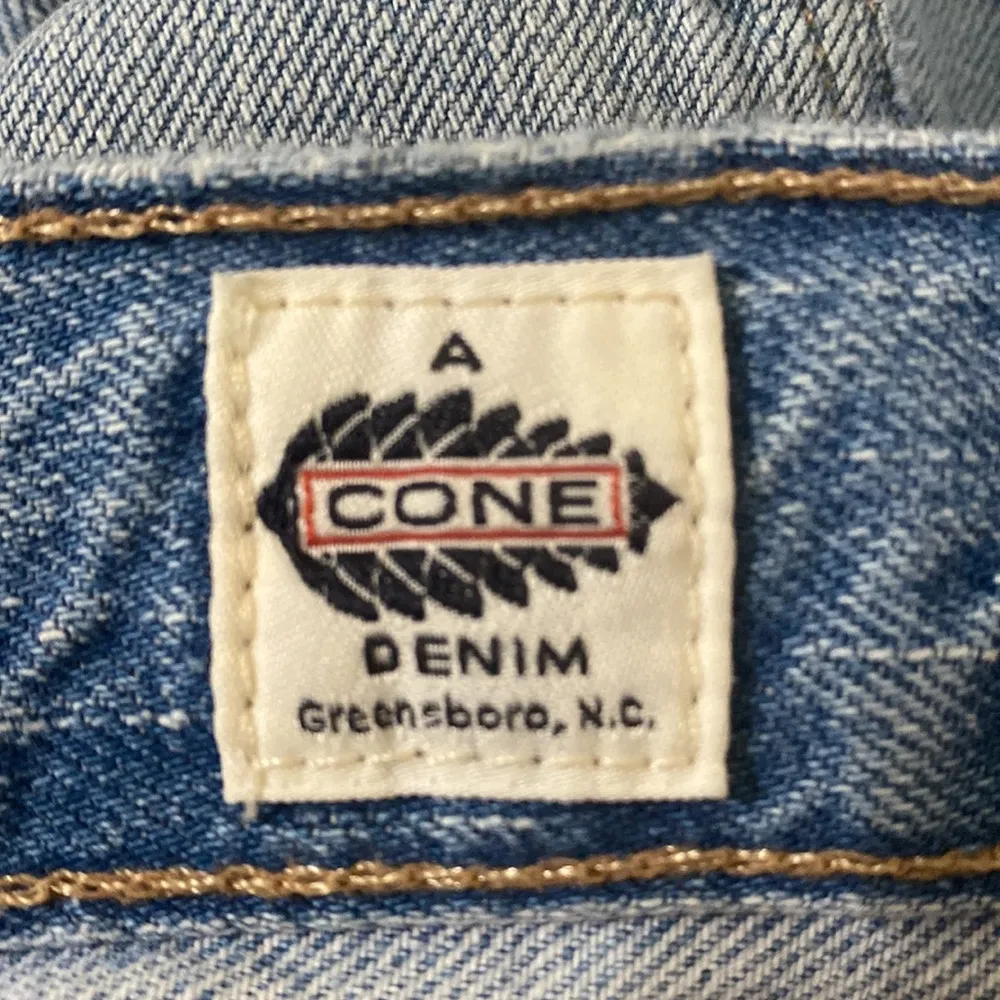 A
CONE
DENIM
Greensboro, N.C.